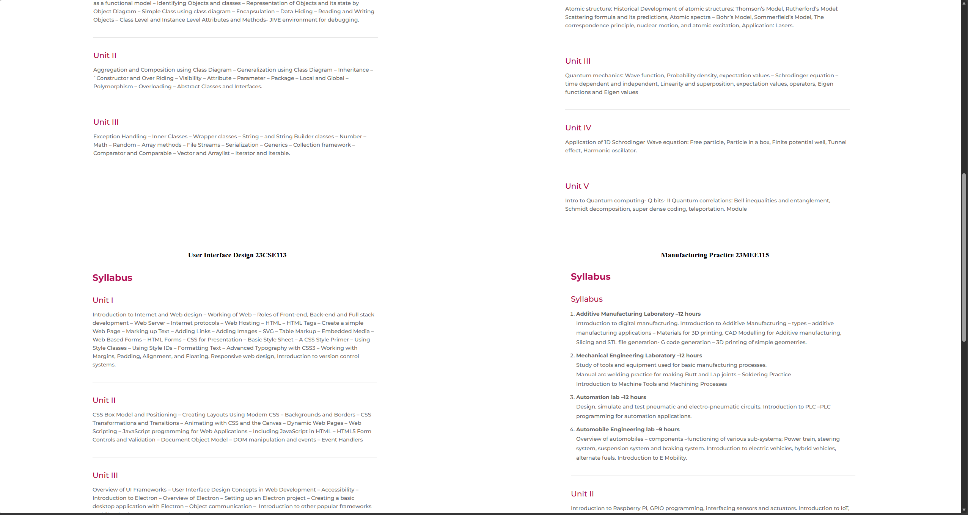 as a functional model – Identifying Objects and classes – Representation of Objects and its state by
Object Diagram – Simple Class using class diagram – Encapsulation – Data Hiding – Reading and Writing
Objects – Class Level and Instance Level Attributes and Methods- JIVE environment for debugging.
Unit II
Aggregation and Composition using Class Diagram – Generalization using Class Diagram – Inheritance –
Constructor and Over Riding – Visibility – Attribute – Parameter – Package – Local and Global –
Polymorphism – Overloading – Abstract Classes and Interfaces.
Unit III
Exception Handling – Inner Classes – Wrapper classes – String – and String Builder classes – Number –
Math – Random – Array methods – File Streams – Serialization – Generics – Collection framework –
Comparator and Comparable – Vector and Arraylist – Iterator and Iterable.
Atomic structure: Historical Development of atomic structures, Thomson's Model, Rutherford's Model,
Scattering formula and its predictions, Atomic spectra – Bohr's Model, Sommerfield's Model, The
correspondence principle, nuclear motion, and atomic excitation, Application: Lasers.
Unit III
Quantum mechanics: Wave function, Probability density, expectation values – Schrodinger equation –
time dependent and independent, Linearity and superposition, expectation values, operators, Eigen
functions and Eigen values
Unit IV
Application of 1D Schrodinger Wave equation: Free particle, Particle in a box, Finite potential well, Tunnel
effect, Harmonic oscillator.
Unit V
Intro to Quantum computing- Q bits- II Quantum correlations: Bell inequalities and entanglement,
Schmidt decomposition, super-dense coding, teleportation. Module
User Interface Design 23CSE113
Syllabus
Unit I
Introduction to Internet and Web design – Working of Web – Roles of Front-end, Back-end and Full stack
development – Web Server – Internet protocols – Web Hosting – HTML – HTML Tags – Create a simple
Web Page – Marking up Text – Adding Links – Adding Images – SVG – Table Markup – Embedded Media –
Web Based Forms – HTML Forms – CSS for Presentation – Basic Style Sheet – A CSS Style Primer – Using
Style Classes – Using Style IDs – Formatting Text – Advanced Typography with CSS3 – Working with
Margins, Padding, Alignment, and Floating. Responsive web design, Introduction to version control
systems.
Unit II
CSS Box Model and Positioning – Creating Layouts Using Modern CSS – Backgrounds and Borders – CSS
Transformations and Transitions – Animating with CSS and the Canvas – Dynamic Web Pages – Web
Scripting – JavaScript programming for Web Applications – Including JavaScript in HTML – HTML5 Form
Controls and Validation – Document Object Model – DOM manipulation and events – Event Handlers
Unit III
Overview of UI Frameworks – User Interface Design Concepts in Web Development – Accessibility –
Introduction to Electron – Overview of Electron – Setting up an Electron project – Creating a basic
desktop application with Electron – Object communication – Introduction to other popular frameworks
Manufacturing Practice 23MEE115
Syllabus
Syllabus
1. Additive Manufacturing Laboratory –12 hours
Introduction to digital manufacturing. Introduction to Additive Manufacturing – types – additive
manufacturing applications – Materials for 3D printing. CAD Modelling for Additive manufacturing.
Slicing and STL file generation- G code generation – 3D printing of simple geometries.
2. Mechanical Engineering Laboratory –12 hours
Study of tools and equipment used for basic manufacturing processes.
Manual arc welding practice for making Butt and Lap joints – Soldering Practice
Introduction to Machine Tools and Machining Processes
3. Automation lab –12 hours
Design, simulate and test pneumatic and electro-pneumatic circuits. Introduction to PLC -PLC
programming for automation applications.
4. Automobile Engineering lab –9 hours
Overview of automobiles – components -functioning of various sub-systems. Power train, steering
system, suspension system and braking system. Introduction to electric vehicles, hybrid vehicles,
alternate fuels. Introduction to E Mobility.
Unit II
Introduction to Raspberry PI, GPIO programming, Interfacing sensors and actuators. Introduction to IoT,